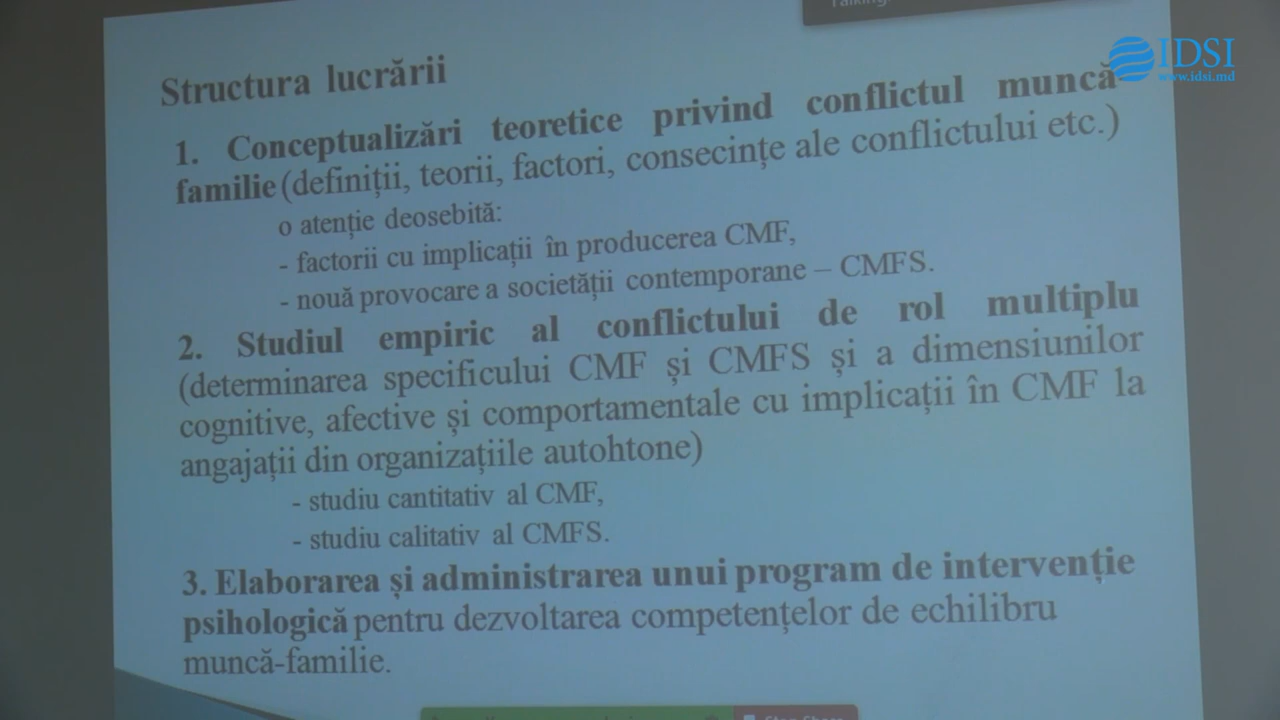 Talking:
IDSI
www.idsi.md
Structura lucrării
1. Conceptualizări teoretice privind conflictul muncă
familie (definiții, teorii, factori, consecințe ale conflictului etc.)
o atenție deosebită:
- factorii cu implicații în producerea CMF,
- nouă provocare a societății contemporane – CMFS.
2. Studiul empiric al conflictului de rol multiplu
(determinarea specificului CMF și CMFS și a dimensiunilor
cognitive, afective și comportamentale cu implicații în CMF la
angajații din organizațiile autohtone)
- studiu cantitativ al CMF,
- studiu calitativ al CMFS.
3. Elaborarea și administrarea unui program de intervenție
psihologică pentru dezvoltarea competențelor de echilibru
muncă-familie.
Stop Share